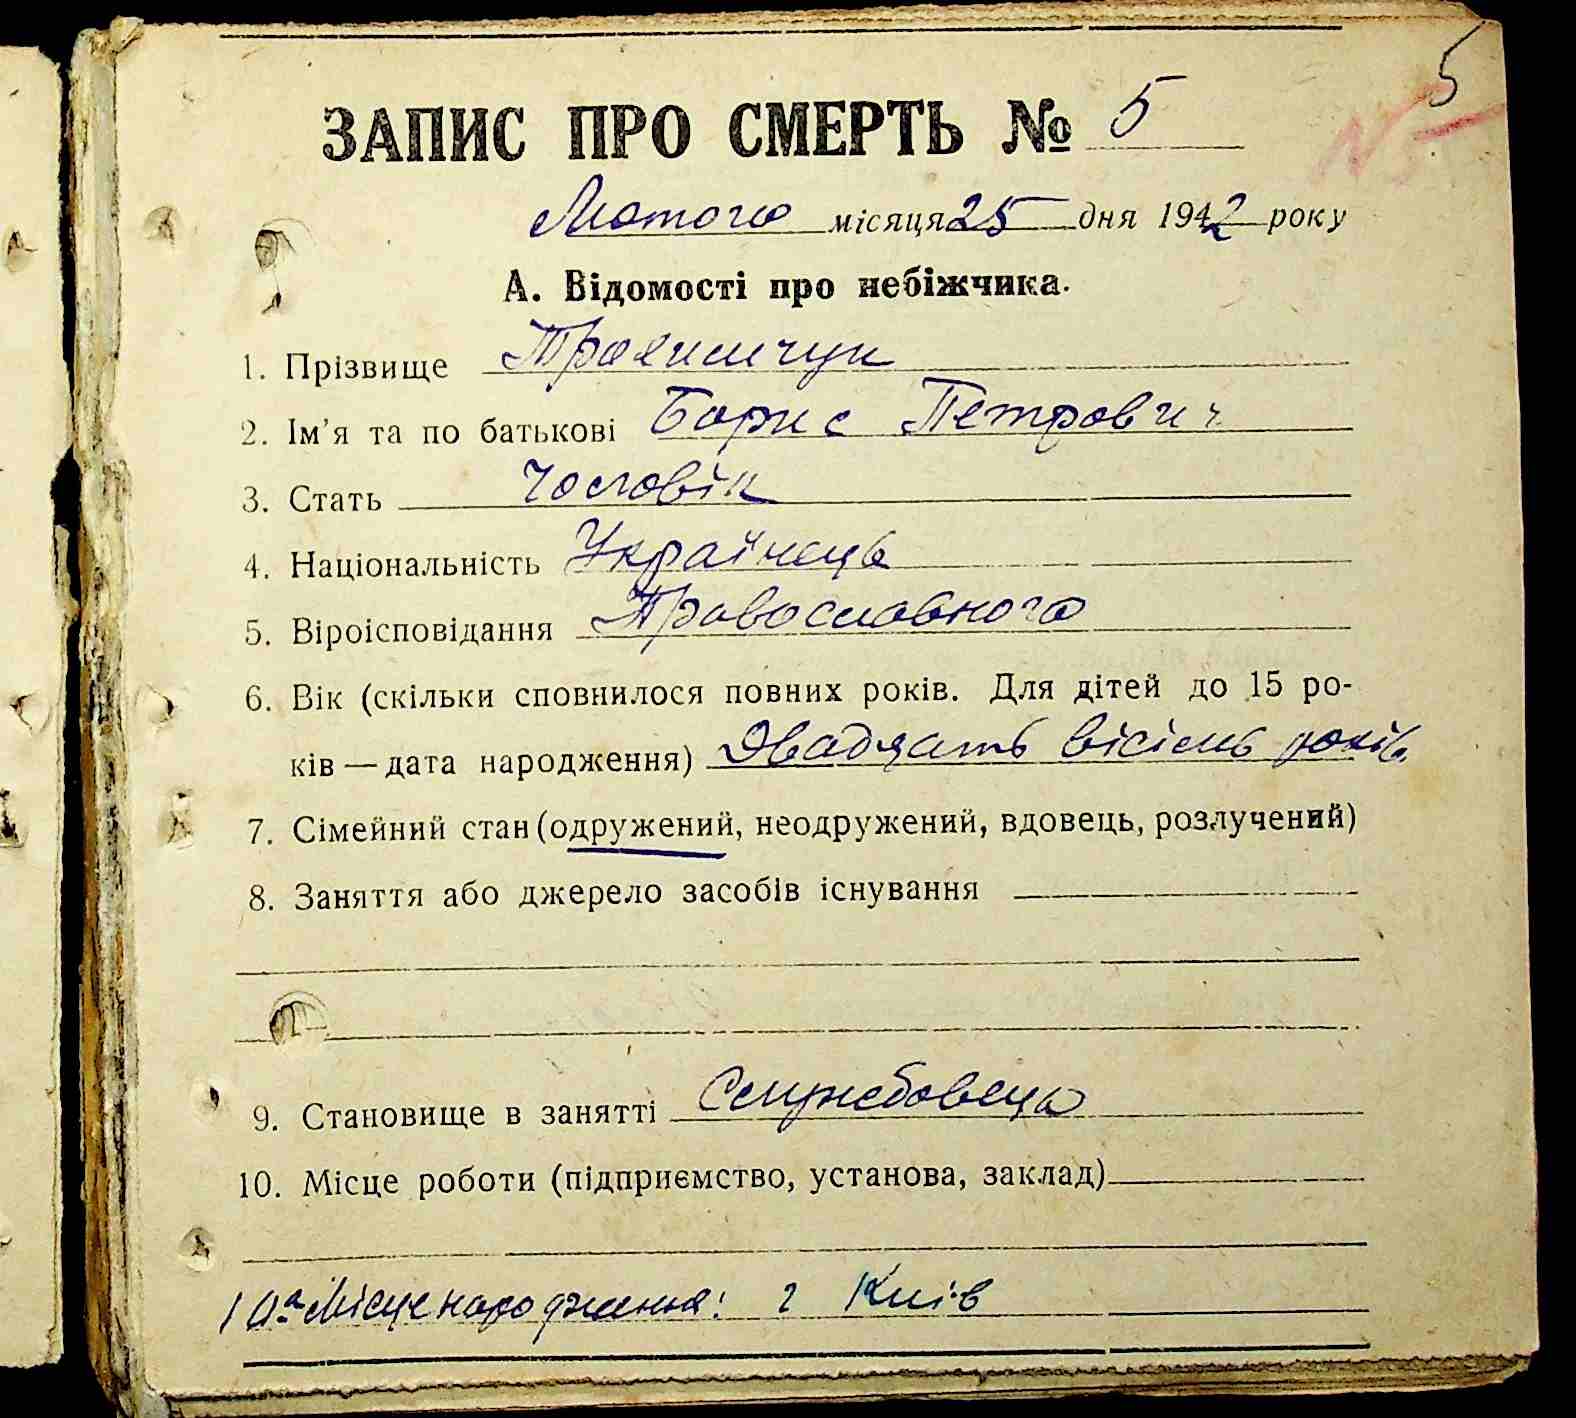 5
ЗАПИС ПРО СМЕРТЬ № 5
N5
Лютого місяця 25 дня 1942 року
А. Відомості про небіжчика.
1. Прізвище
2. Ім'я та по батькові Борис Петрович
3. Стать Чоловік
4. Національність Українець
5. Віроісповідання Православного
6. Вік (скільки сповнилося повних років. Для дітей до 15 ро-
ків — дата народження) Двадцять вісімь років.
7. Сімейний стан (одружений, неодружений, вдовець, розлучений)
8. Заняття або джерело засобів існування
9. Становище в занятті Службовець
10. Місце роботи (підприємство, установа, заклад)
10а Місце народження: г Київ